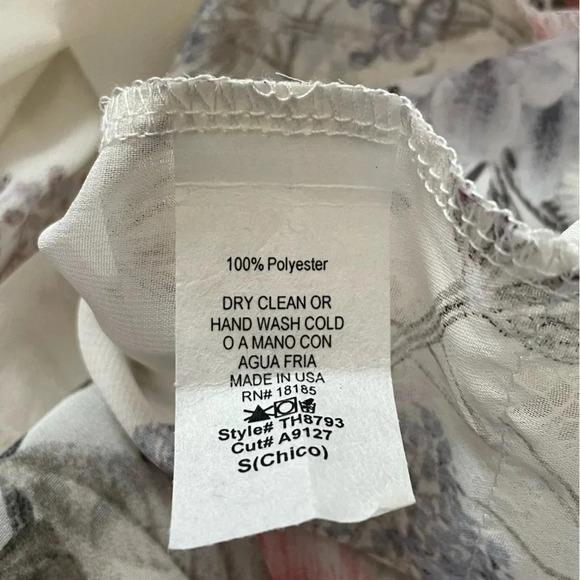 100% Polyester
DRY CLEAN OR
HAND WASH COLD
O A MANO CON
AGUA FRIA
MADE IN USA
RN# 18185
Style# TH8793
Cut# A9127
S(Chico)